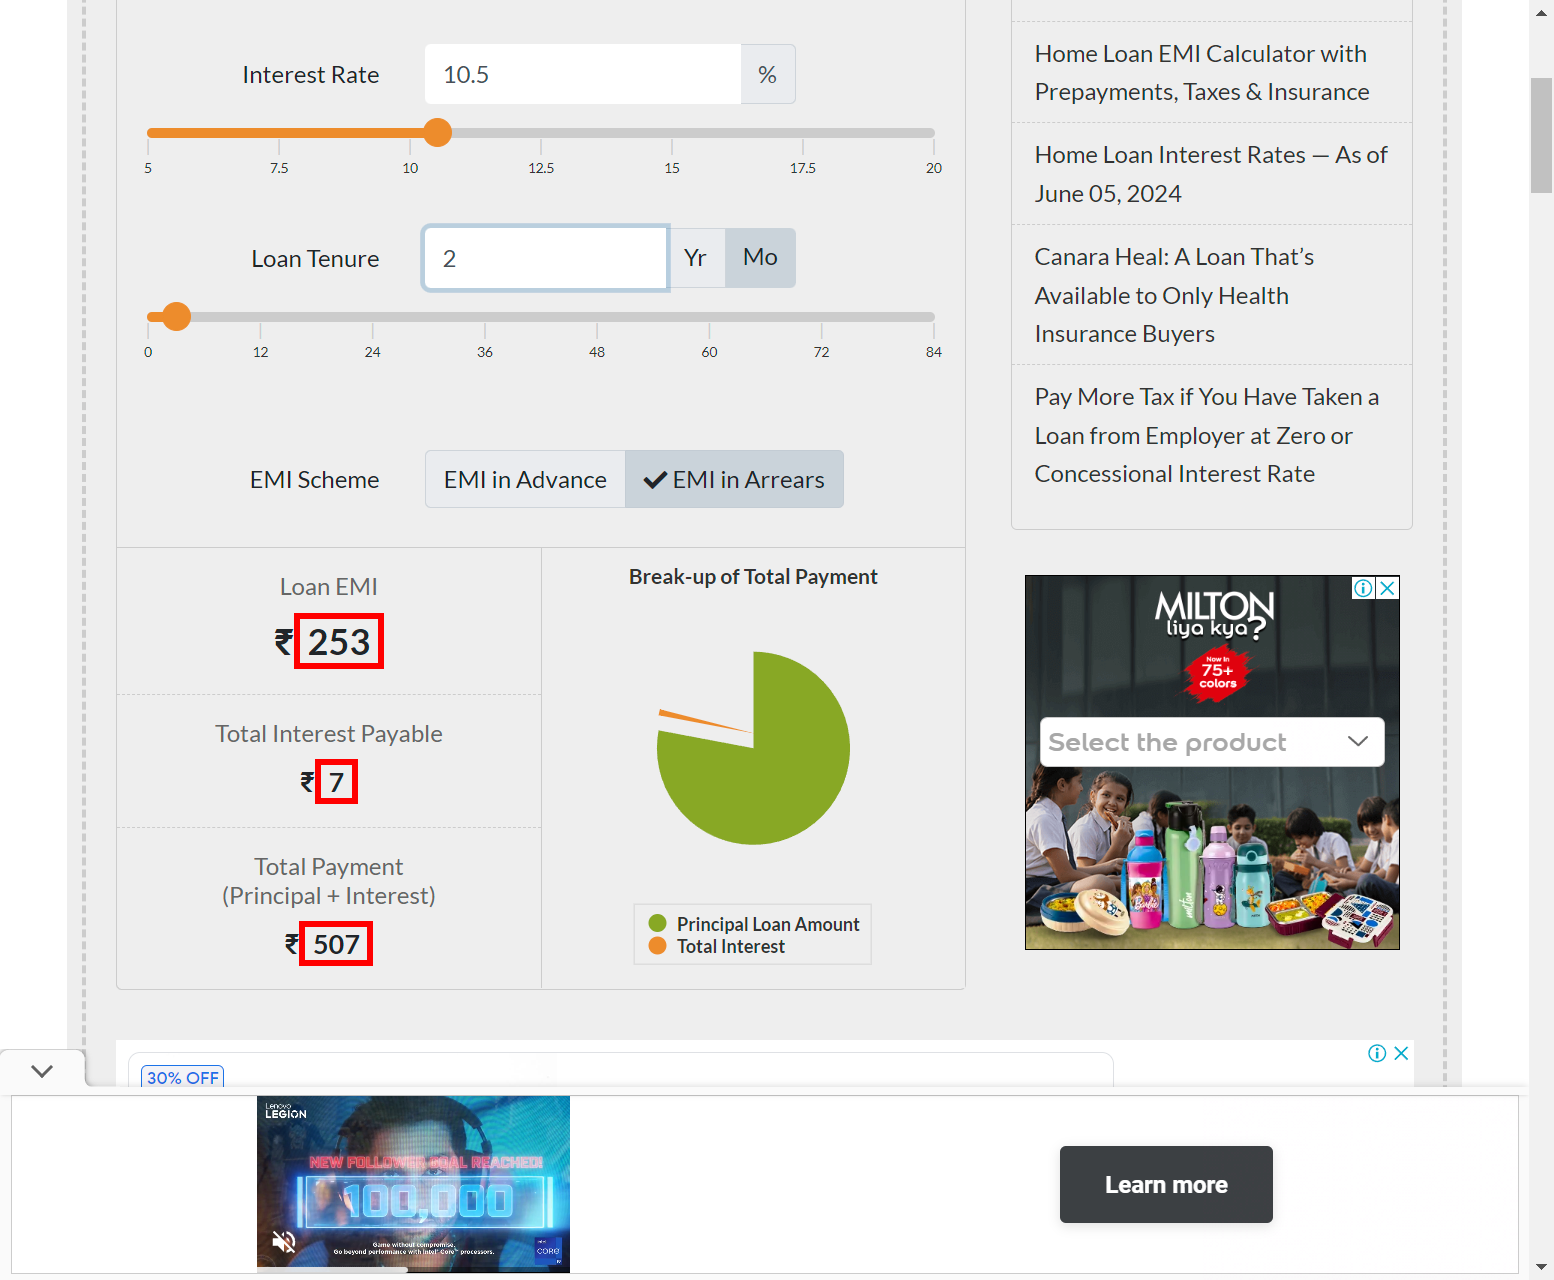 Interest Rate
10.5
%
5 7.5 10 12.5 15 17.5 20
Loan Tenure
2
Yr
Mo
0 12 24 36 48 60 72 84
EMI Scheme
EMI in Advance
EMI in Arrears
Loan EMI
₹ 253
Total Interest Payable
₹ 7
Total Payment
(Principal + Interest)
₹ 507
Break-up of Total Payment
Principal Loan Amount
Total Interest
Home Loan EMI Calculator with
Prepayments, Taxes & Insurance
Home Loan Interest Rates — As of
June 05, 2024
Canara Heal: A Loan That’s
Available to Only Health
Insurance Buyers
Pay More Tax if You Have Taken a
Loan from Employer at Zero or
Concessional Interest Rate
MILTON
liya kya?
Now in
75+
colors
Select the product
Barbie
milton
30% OFF
Lenovo
LEGION
NEW FOLLOWER GOAL REACHED!
100,000
Game without compromise.
Go beyond performance with Intel® Core™ processors.
intel
CORE
Learn more